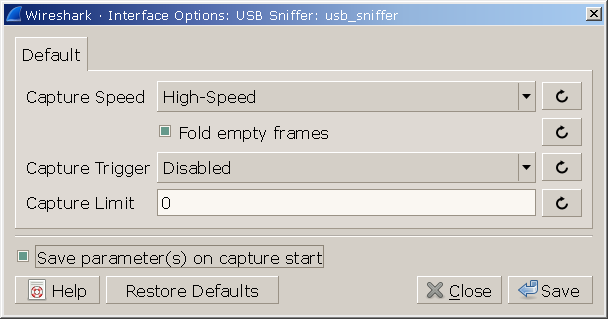 Wireshark · Interface Options: USB Sniffer: usb_sniffer
Default
Capture Speed High-Speed
Fold empty frames
Capture Trigger Disabled
Capture Limit 0
Save parameter(s) on capture start
Help Restore Defaults Close Save